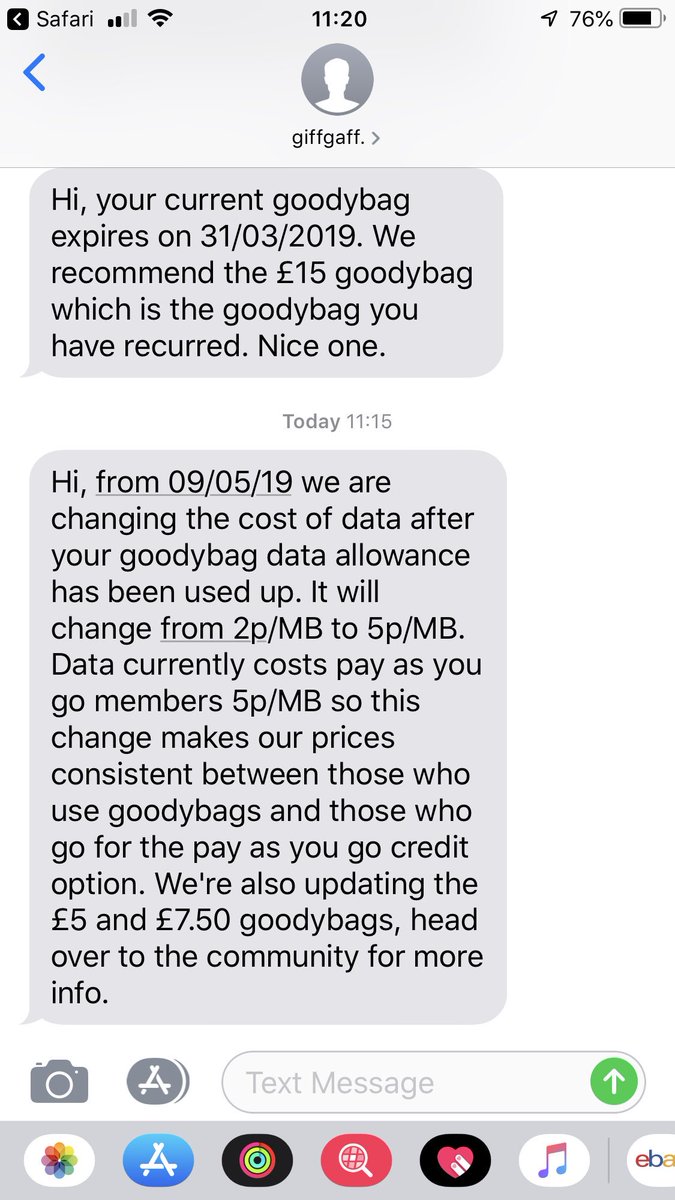 Safari
11:20
76%
giffgaff.
Hi, your current goodybag
expires on 31/03/2019. We
recommend the £15 goodybag
which is the goodybag you
have recurred. Nice one.
Today 11:15
Hi, from 09/05/19 we are
changing the cost of data after
your goodybag data allowance
has been used up. It will
change from 2p/MB to 5p/MB.
Data currently costs pay as you
go members 5p/MB so this
change makes our prices
consistent between those who
use goodybags and those who
go for the pay as you go credit
option. We're also updating the
£5 and £7.50 goodybags, head
over to the community for more
info.
Text Message
eba